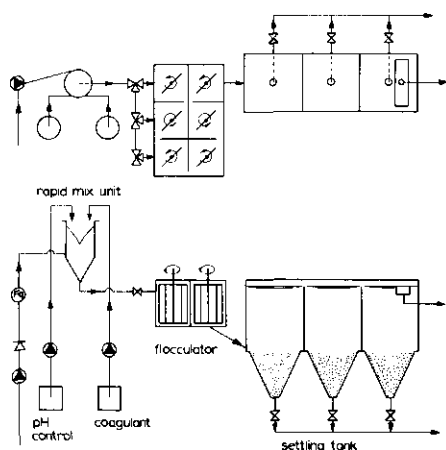 rapid mix unit
flocculator
pH
control
coagulant
settling tank